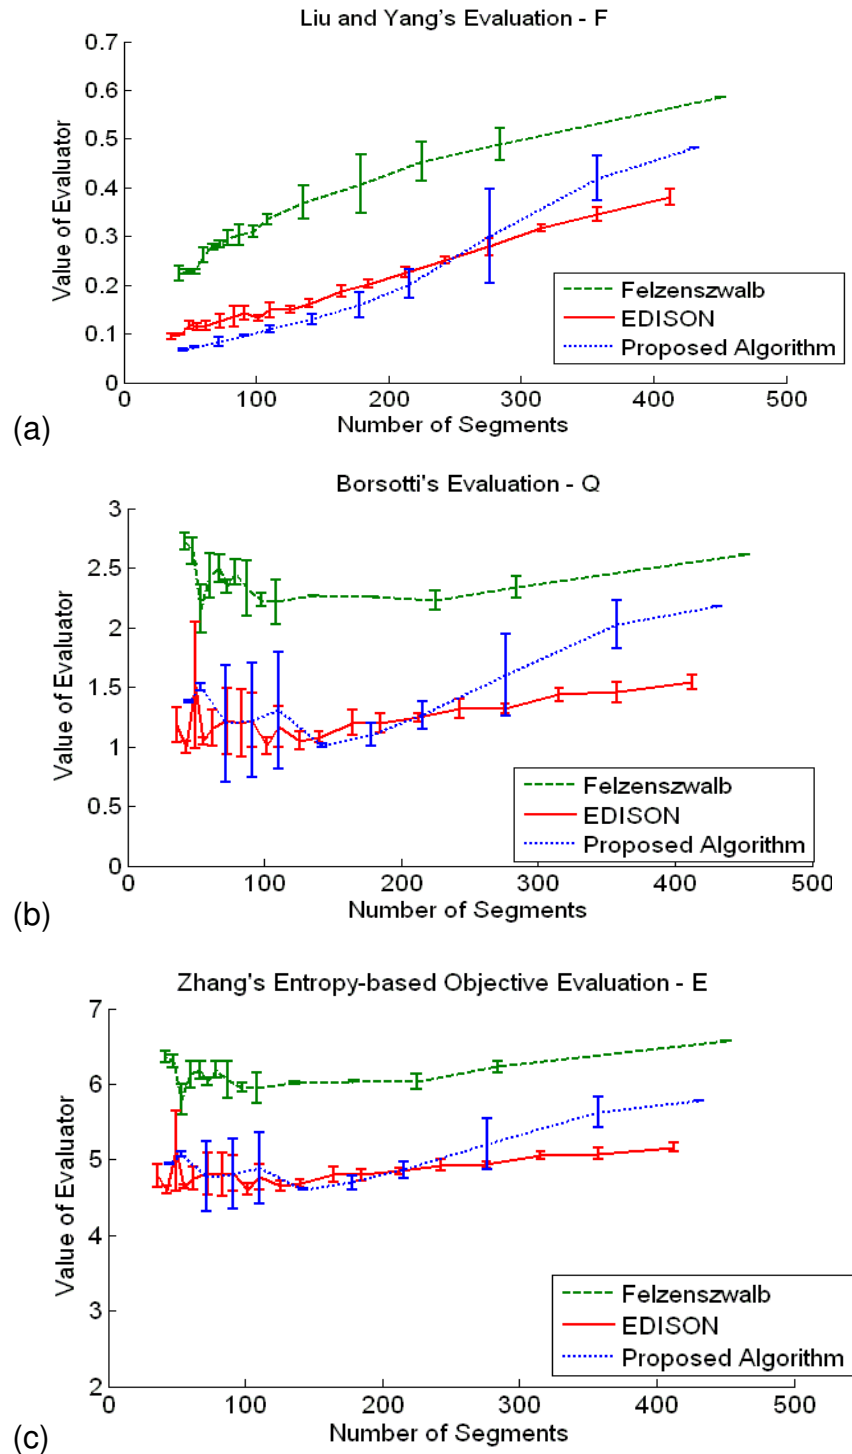 Liu and Yang's Evaluation - F
0.7
0.6
0.5
0.4
0.3
0.2
0.1
0
Value of Evaluator
Felzenszwalb
EDISON
Proposed Algorithm
0 100 200 300 400 500
Number of Segments
(a)
Borsotti's Evaluation - Q
3
2.5
2
1.5
1
0.5
0
Value of Evaluator
Felzenszwalb
EDISON
Proposed Algorithm
0 100 200 300 400 500
Number of Segments
(b)
Zhang's Entropy-based Objective Evaluation - E
7
6
5
4
3
2
Value of Evaluator
Felzenszwalb
EDISON
Proposed Algorithm
0 100 200 300 400 500
Number of Segments
(c)